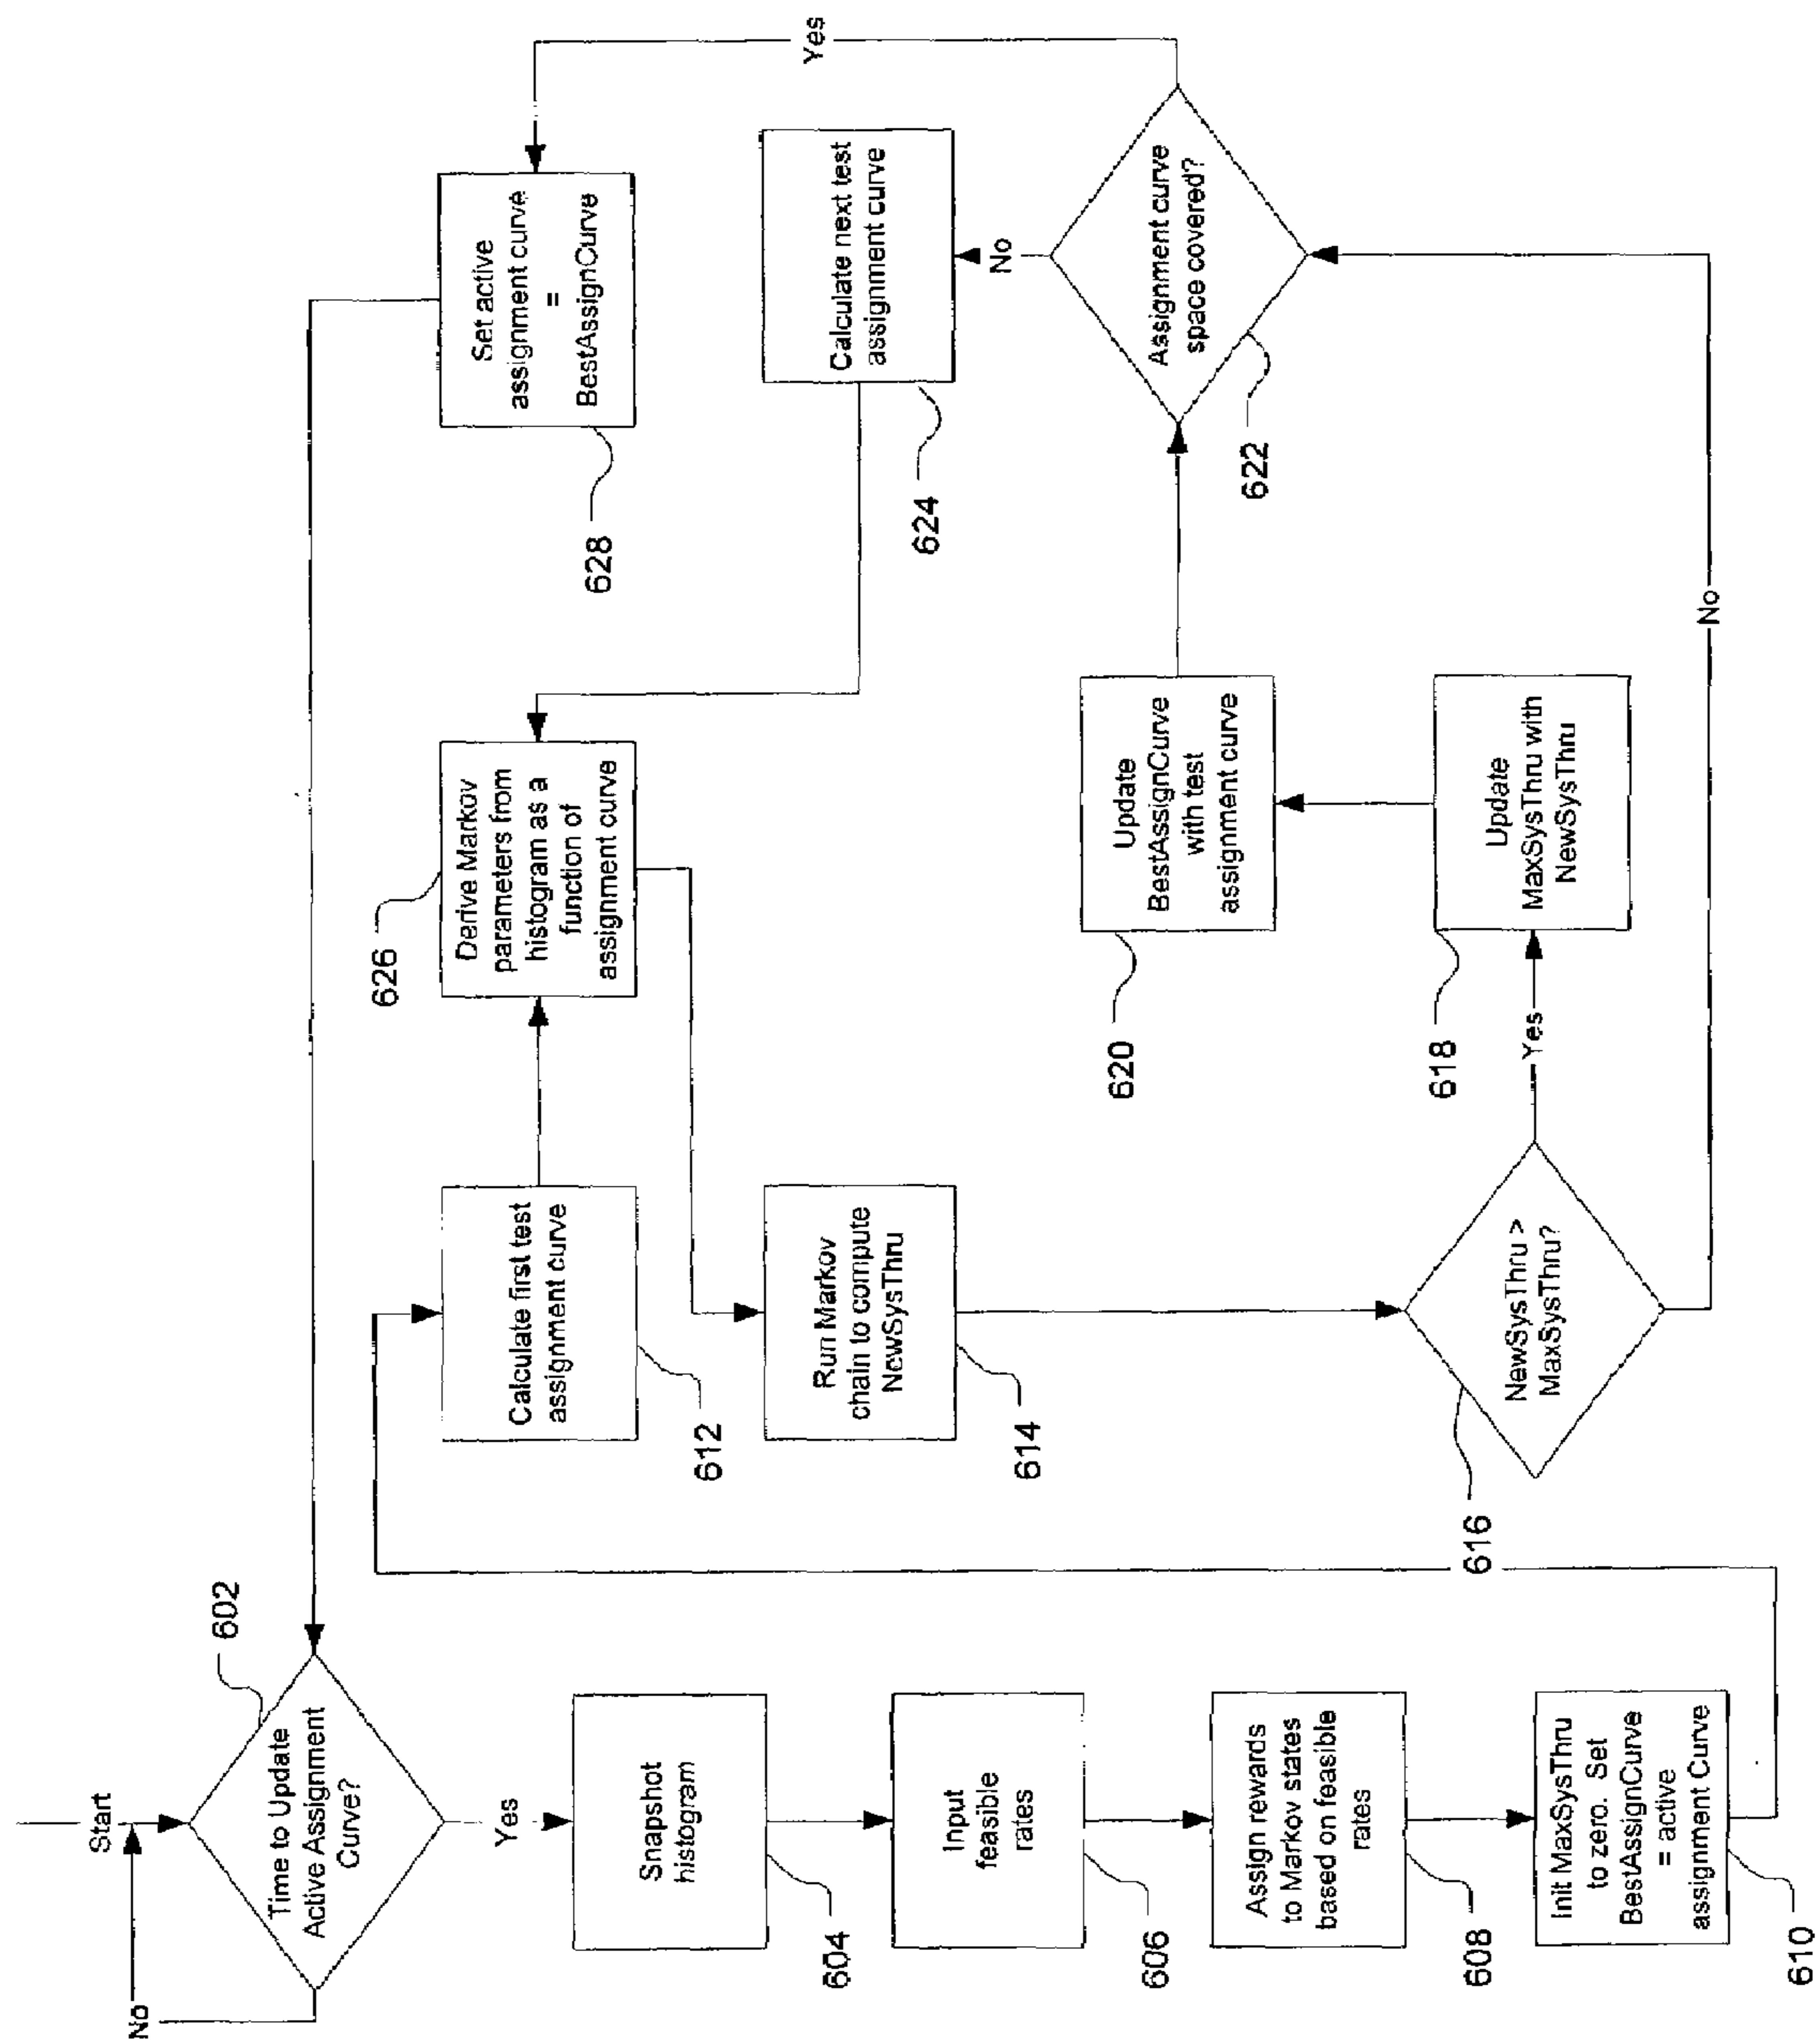 Start
No
Time to Update
Active Assignment
Curve?
602
Yes
Snapshot
histogram
604
Input
feasible
rates
606
Assign rewards
to Markov states
based on feasible
rates
608
Init MaxSysThru
to zero. Set
BestAssignCurve
= active
assignment Curve
610
Calculate first test
assignment curve
612
Derive Markov
parameters from
histogram as a
function of
assignment curve
626
Run Markov
chain to compute
NewSysThru
614
NewSysThru >
MaxSysThru?
616
Yes
No
Update
MaxSysThru with
NewSysThru
618
Update
BestAssignCurve
with test
assignment curve
620
Assignment curve
space covered?
622
No
Yes
Calculate next test
assignment curve
624
Set active
assignment curve
=
BestAssignCurve
628